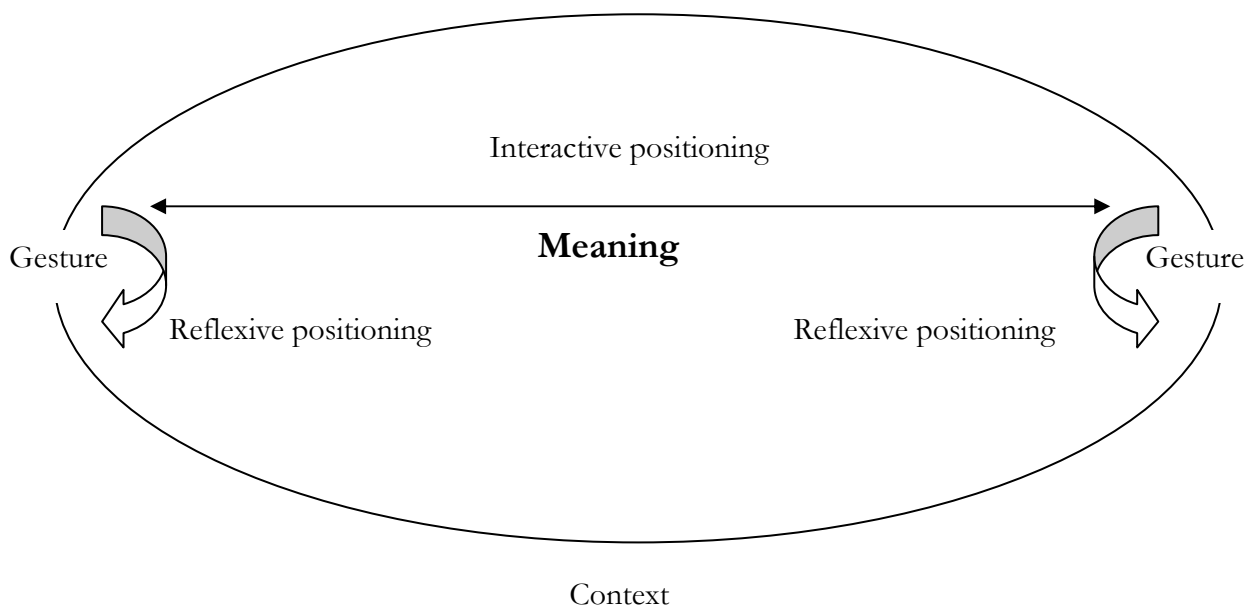 Interactive positioning
Meaning
Gesture
Gesture
Reflexive positioning
Reflexive positioning
Context